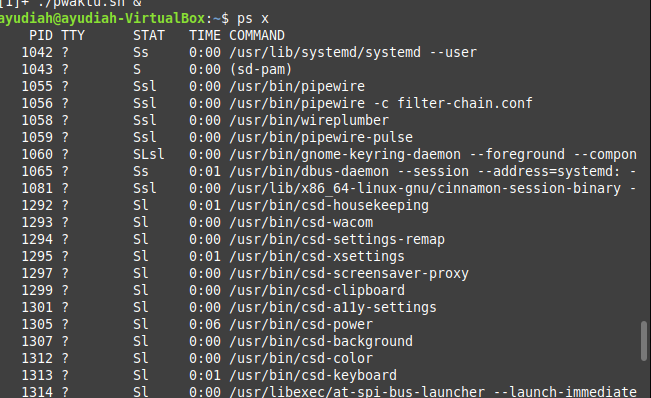 [1]+ ./pwaktu.sh &
ayudiah@ayudiah-VirtualBox:~$ ps x
PID TTY STAT TIME COMMAND
1042 ? Ss 0:00 /usr/lib/systemd/systemd --user
1043 ? S 0:00 (sd-pam)
1055 ? Ssl 0:00 /usr/bin/pipewire
1056 ? Ssl 0:00 /usr/bin/pipewire -c filter-chain.conf
1058 ? Ssl 0:00 /usr/bin/wireplumber
1059 ? Ssl 0:00 /usr/bin/pipewire-pulse
1060 ? SLsl 0:00 /usr/bin/gnome-keyring-daemon --foreground --compon
1065 ? Ss 0:01 /usr/bin/dbus-daemon --session --address=systemd: -
1081 ? Ssl 0:00 /usr/lib/x86_64-linux-gnu/cinnamon-session-binary -
1292 ? Sl 0:01 /usr/bin/csd-housekeeping
1293 ? Sl 0:00 /usr/bin/csd-wacom
1294 ? Sl 0:00 /usr/bin/csd-settings-remap
1295 ? Sl 0:01 /usr/bin/csd-xsettings
1297 ? Sl 0:00 /usr/bin/csd-screensaver-proxy
1299 ? Sl 0:00 /usr/bin/csd-clipboard
1301 ? Sl 0:00 /usr/bin/csd-a11y-settings
1305 ? Sl 0:06 /usr/bin/csd-power
1307 ? Sl 0:00 /usr/bin/csd-background
1312 ? Sl 0:00 /usr/bin/csd-color
1313 ? Sl 0:01 /usr/bin/csd-keyboard
1314 ? Sl 0:00 /usr/libexec/at-spi-bus-launcher --launch-immediate